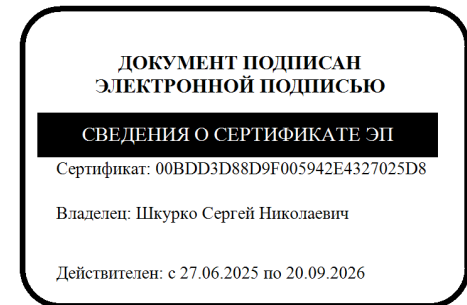 ДОКУМЕНТ ПОДПИСАН
ЭЛЕКТРОННОЙ ПОДПИСЬЮ
СВЕДЕНИЯ О СЕРТИФИКАТЕ ЭП
Сертификат: 00BDD3D88D9F005942E4327025D8
Владелец: Шкурко Сергей Николаевич
Действителен: с 27.06.2025 по 20.09.2026